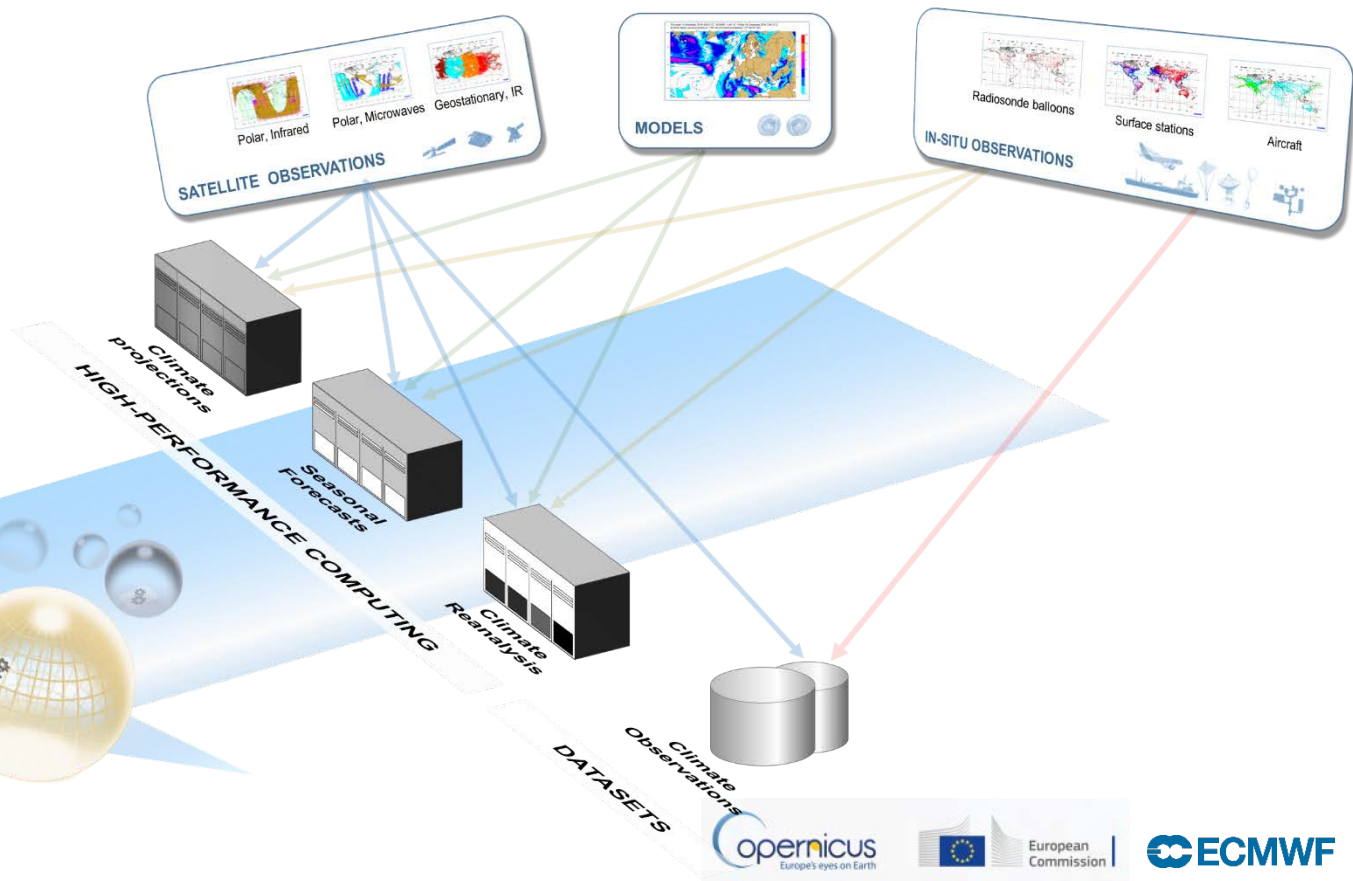 Polar, Infrared
Polar, Microwaves
Geostationary, IR
SATELLITE OBSERVATIONS
MODELS
Radiosonde balloons
Surface stations
Aircraft
IN-SITU OBSERVATIONS
Climate
projections
Seasonal
Forecasts
Climate
Reanalysis
HIGH-PERFORMANCE COMPUTING
Climate
Observations
DATASETS
opernicus
Europe's eyes on Earth
European
Commission
ECMWF